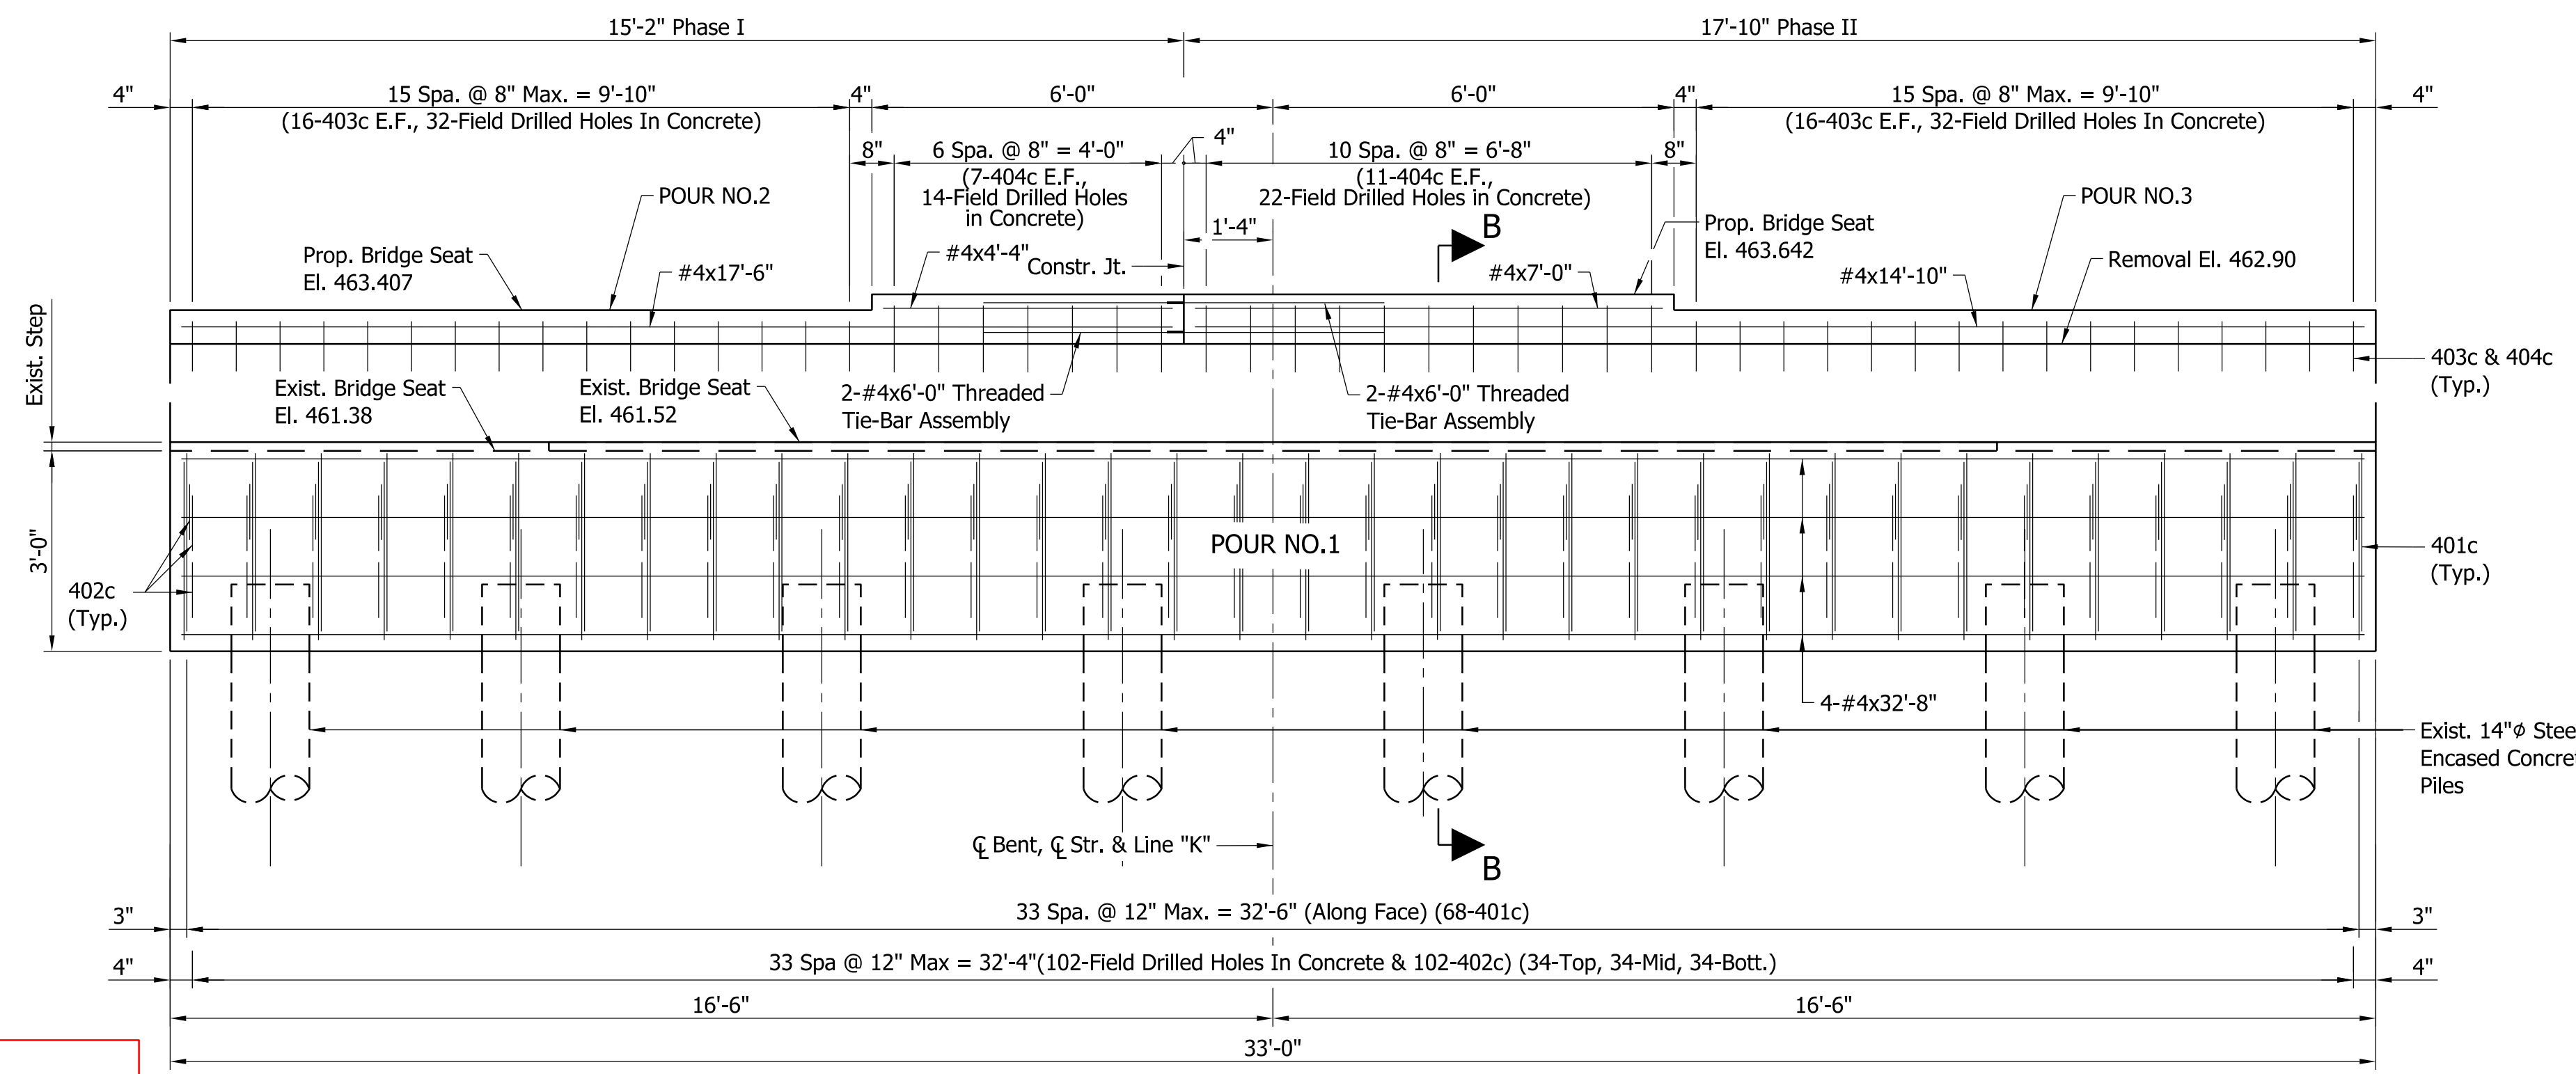 15'-2" Phase I
17'-10" Phase II
4"
15 Spa. @ 8" Max. = 9'-10"
(16-403c E.F., 32-Field Drilled Holes In Concrete)
4"
6'-0"
6'-0"
4"
15 Spa. @ 8" Max. = 9'-10"
(16-403c E.F., 32-Field Drilled Holes In Concrete)
4"
8"
6 Spa. @ 8" = 4'-0"
(7-404c E.F.,
14-Field Drilled Holes
in Concrete)
4"
10 Spa. @ 8" = 6'-8"
(11-404c E.F.,
22-Field Drilled Holes in Concrete)
8"
POUR NO.2
POUR NO.3
1'-4"
B
Prop. Bridge Seat
El. 463.407
#4x17'-6"
#4x4'-4"
Constr. Jt.
#4x7'-0"
Prop. Bridge Seat
El. 463.642
#4x14'-10"
Removal El. 462.90
Exist. Step
Exist. Bridge Seat
El. 461.38
Exist. Bridge Seat
El. 461.52
2-#4x6'-0" Threaded
Tie-Bar Assembly
2-#4x6'-0" Threaded
Tie-Bar Assembly
403c & 404c
(Typ.)
3'-0"
POUR NO.1
401c
(Typ.)
402c
(Typ.)
4-#4x32'-8"
Exist. 14"⌀ Stee
Encased Concre
Piles
℄ Bent, ℄ Str. & Line "K"
B
3"
33 Spa. @ 12" Max. = 32'-6" (Along Face) (68-401c)
3"
4"
33 Spa @ 12" Max = 32'-4"(102-Field Drilled Holes In Concrete & 102-402c) (34-Top, 34-Mid, 34-Bott.)
4"
16'-6"
16'-6"
33'-0"